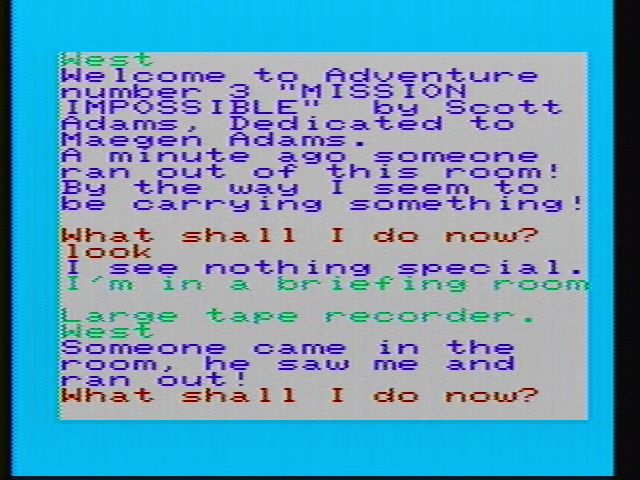 West
Welcome to Adventure
number 3 "MISSION
IMPOSSIBLE" by Scott
Adams, Dedicated to
Maegen Adams.
A minute ago someone
ran out of this room!
By the way I seem to
be carrying something!
What shall I do now?
look
I see nothing special.
I'm in a briefing room
Large tape recorder.
West
Someone came in the
room, he saw me and
ran out!
What shall I do now?